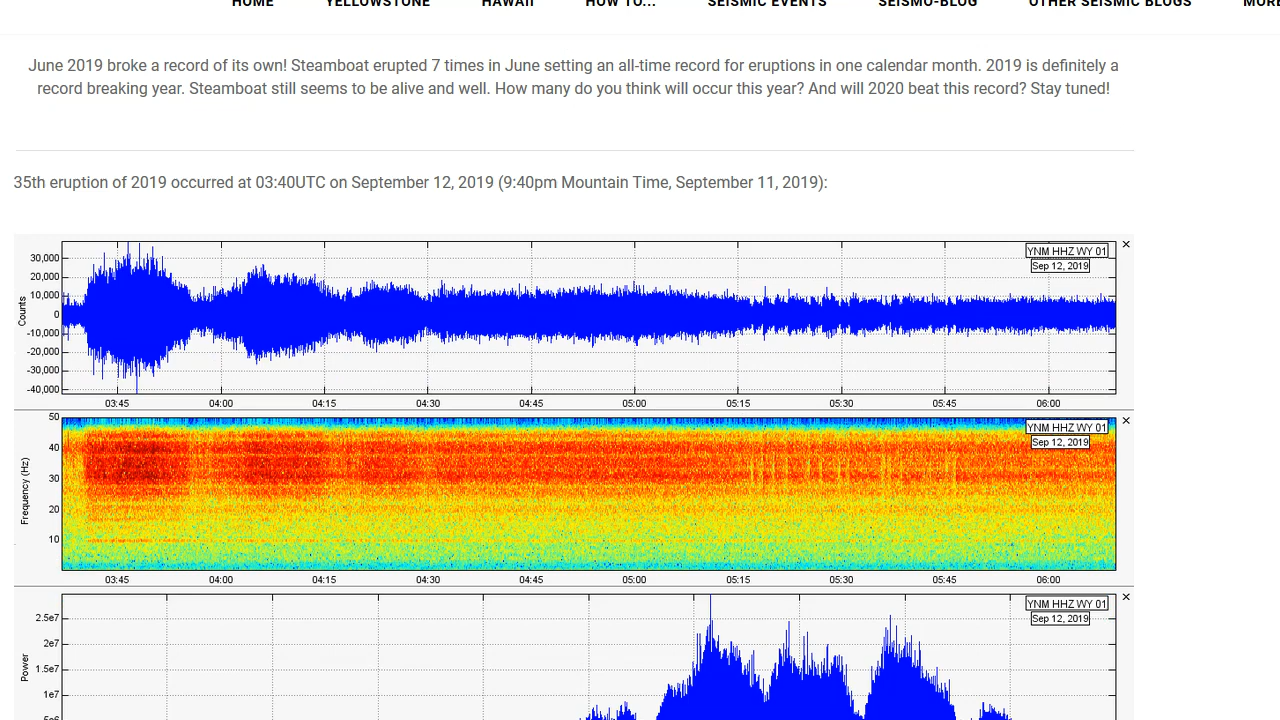 HOME YELLOWSTONE HAWAII HOW TO... SEISMIC EVENTS SEISMO-BLOG OTHER SEISMIC BLOGS MORE
June 2019 broke a record of its own! Steamboat erupted 7 times in June setting an all-time record for eruptions in one calendar month. 2019 is definitely a
record breaking year. Steamboat still seems to be alive and well. How many do you think will occur this year? And will 2020 beat this record? Stay tuned!
35th eruption of 2019 occurred at 03:40UTC on September 12, 2019 (9:40pm Mountain Time, September 11, 2019):
YNM HHZ WY 01
Sep 12, 2019
Counts
30,000
20,000
10,000
0
-10,000
-20,000
-30,000
-40,000
03:45 04:00 04:15 04:30 04:45 05:00 05:15 05:30 05:45 06:00
YNM HHZ WY 01
Sep 12, 2019
Frequency (Hz)
50
40
30
20
10
03:45 04:00 04:15 04:30 04:45 05:00 05:15 05:30 05:45 06:00
YNM HHZ WY 01
Sep 12, 2019
Power
2.5e7
2e7
1.5e7
1e7
5e6